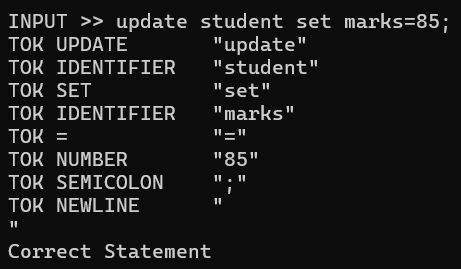 INPUT >> update student set marks=85;
TOK UPDATE       "update"
TOK IDENTIFIER   "student"
TOK SET          "set"
TOK IDENTIFIER   "marks"
TOK =            "="
TOK NUMBER       "85"
TOK SEMICOLON    ";"
TOK NEWLINE      "
"
Correct Statement